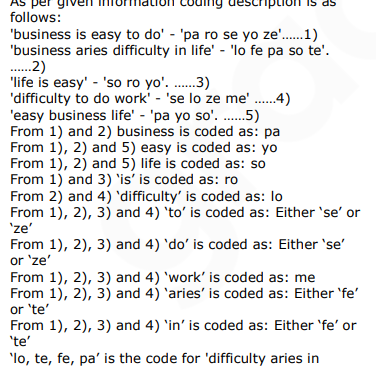 As per given information coding description is as
follows:
'business is easy to do' - 'pa ro se yo ze'......1)
'business aries difficulty in life' - 'lo fe pa so te'.
......2)
'life is easy' - 'so ro yo'. ......3)
'difficulty to do work' - 'se lo ze me' ......4)
'easy business life' - 'pa yo so'. ......5)
From 1) and 2) business is coded as: pa
From 1), 2) and 5) easy is coded as: yo
From 1), 2) and 5) life is coded as: so
From 1) and 3) 'is' is coded as: ro
From 2) and 4) 'difficulty' is coded as: lo
From 1), 2), 3) and 4) 'to' is coded as: Either 'se' or
'ze'
From 1), 2), 3) and 4) 'do' is coded as: Either 'se'
or 'ze'
From 1), 2), 3) and 4) 'work' is coded as: me
From 1), 2), 3) and 4) 'aries' is coded as: Either 'fe'
or 'te'
From 1), 2), 3) and 4) 'in' is coded as: Either 'fe' or
'te'
'lo, te, fe, pa' is the code for 'difficulty aries in